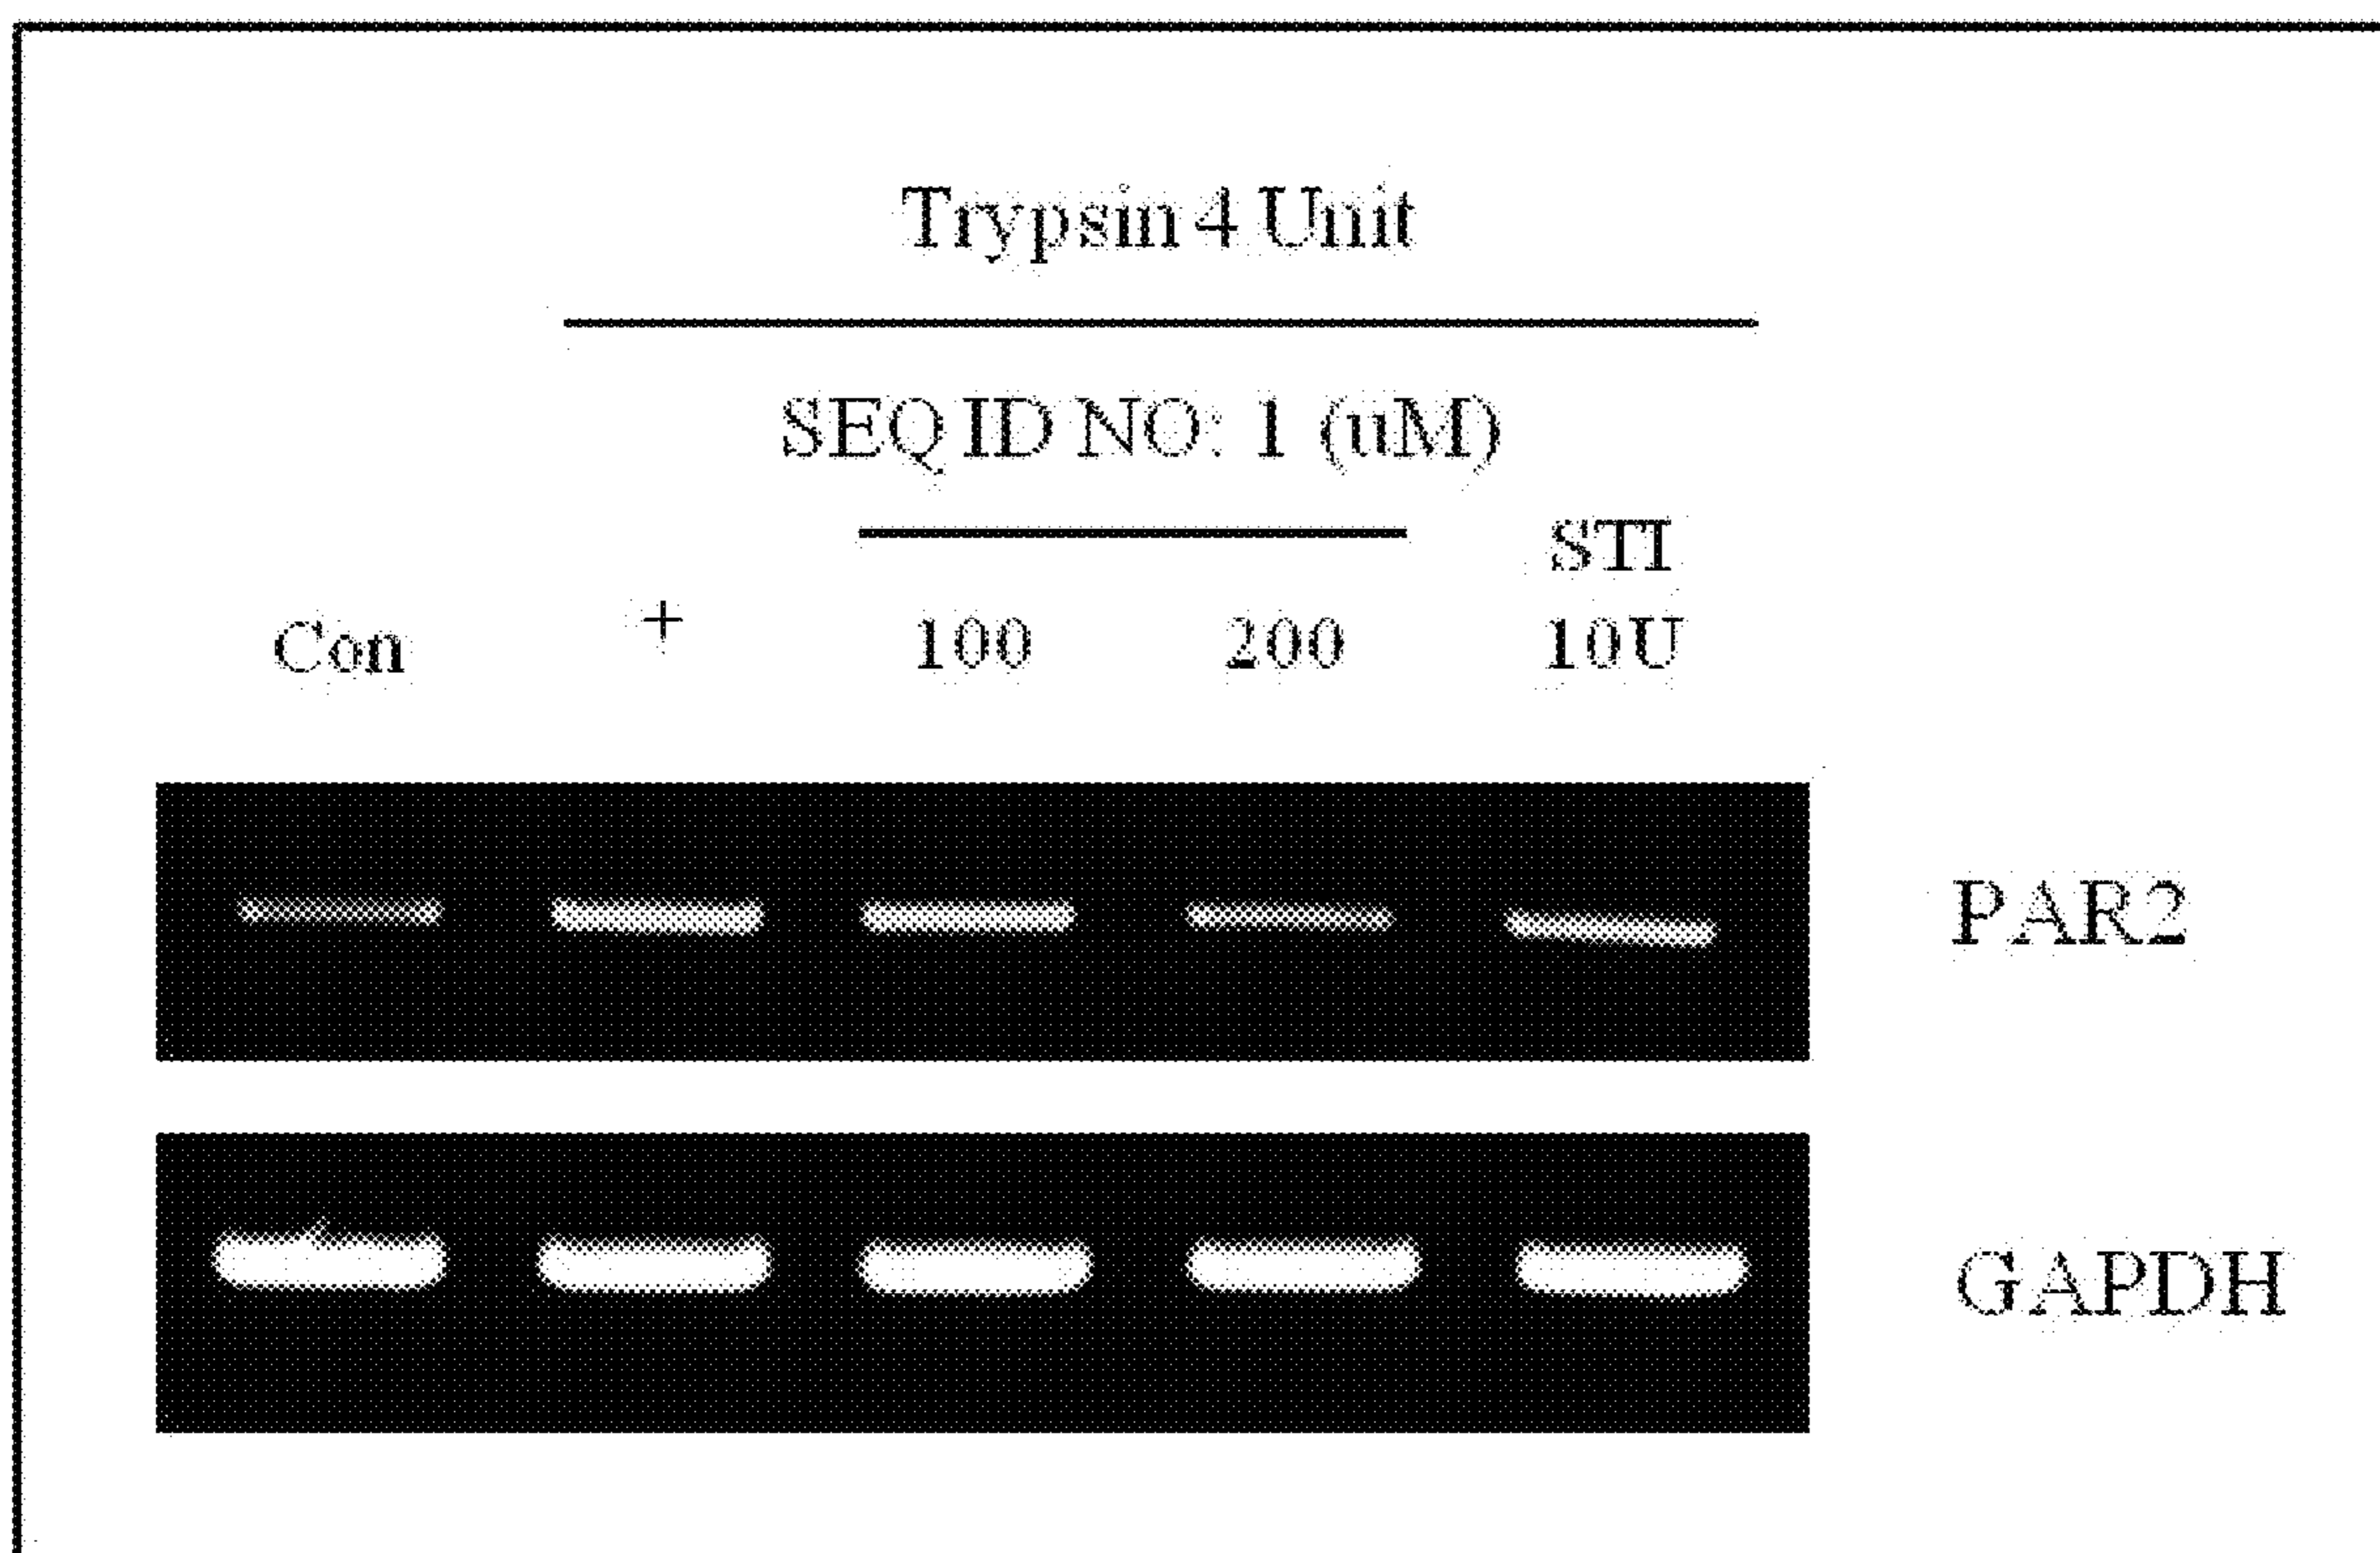 Trypsin 4 Unit
SEQ ID NO: 1 (uM)
STI
Con + 100 200 10U
PAR2
GAPDH